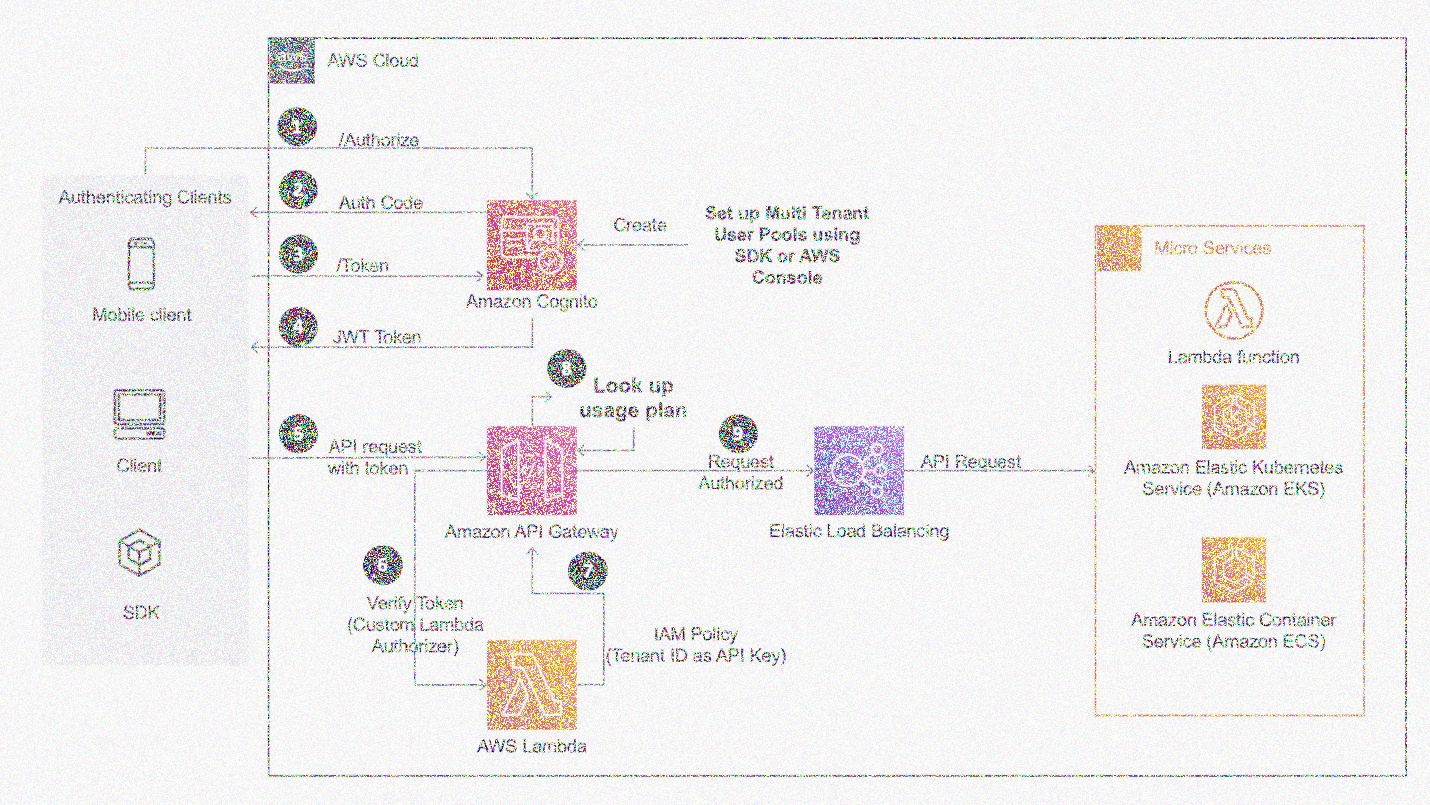 aws
AWS Cloud
1
/Authorize
Authenticating Clients
2
Auth Code
Create
Set up Multi Tenant
User Pools using
SDK or AWS
Console
3
/Token
Amazon Cognito
Mobile client
4
JWT Token
Micro Services
Lambda function
8
Look up
usage plan
5
API request
with token
9
Request
Authorized
API Request
Client
Amazon API Gateway
Elastic Load Balancing
Amazon Elastic Kubernetes
Service (Amazon EKS)
6
Verify Token
(Custom Lambda
Authorizer)
7
IAM Policy
(Tenant ID as API Key)
SDK
AWS Lambda
Amazon Elastic Container
Service (Amazon ECS)